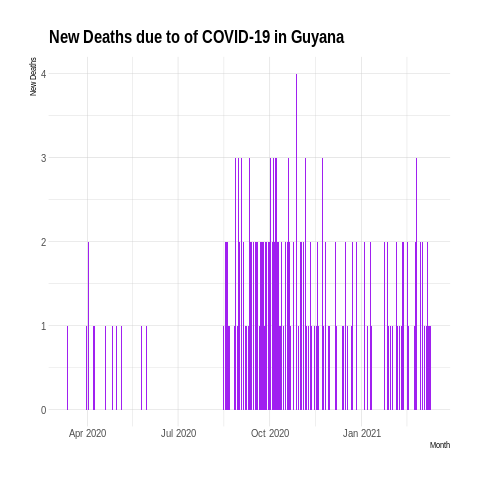 New Deaths due to of COVID-19 in Guyana
New Deaths
4
3
2
1
0
Apr 2020
Jul 2020
Oct 2020
Jan 2021
Month